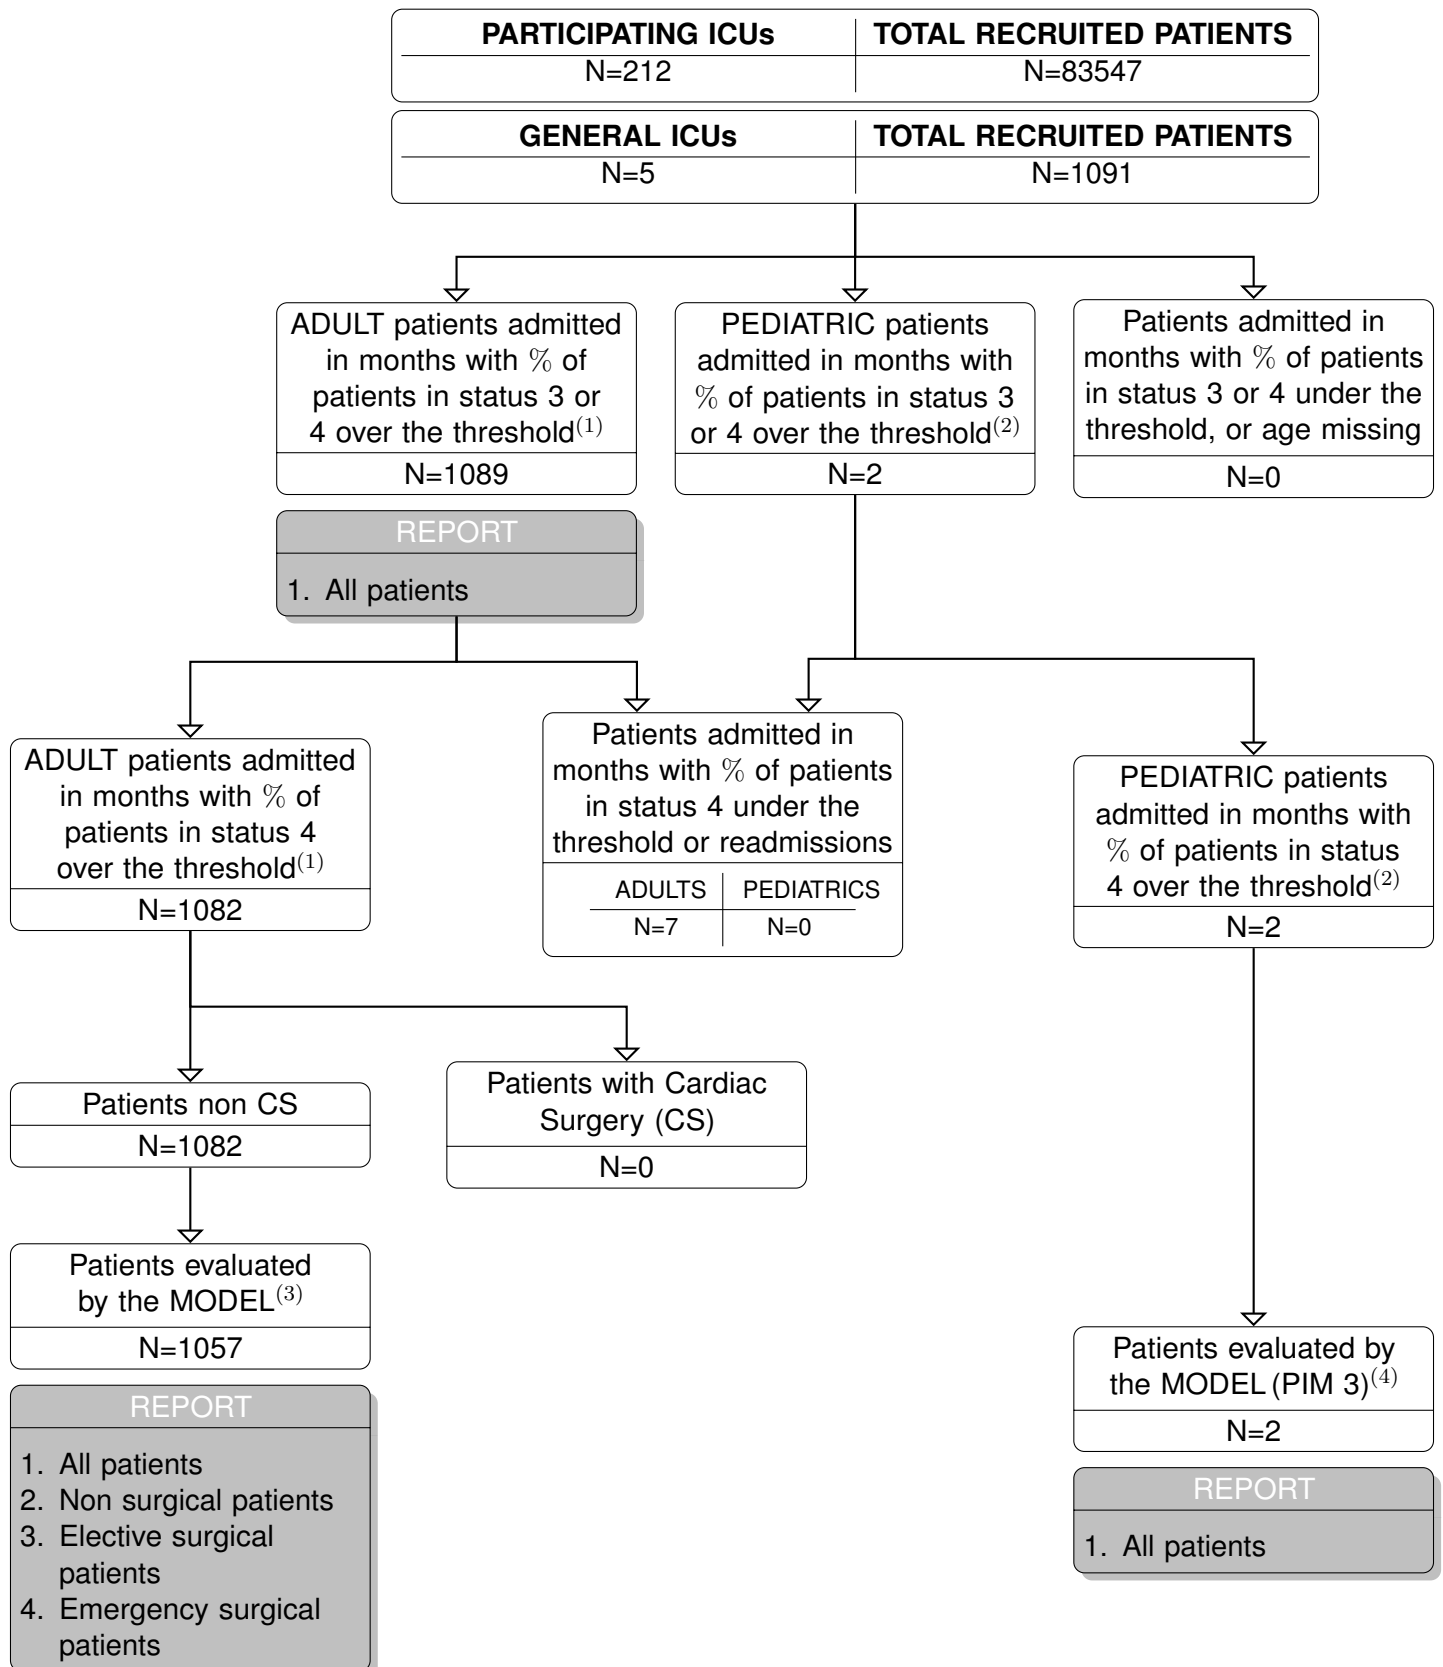 PARTICIPATING ICUs TOTAL RECRUITED PATIENTS
N=212 N=83547
GENERAL ICUs TOTAL RECRUITED PATIENTS
N=5 N=1091
ADULT patients admitted
in months with % of
patients in status 3 or
4 over the threshold(1)
N=1089
PEDIATRIC patients
admitted in months with
% of patients in status 3
or 4 over the threshold(2)
N=2
Patients admitted in
months with % of patients
in status 3 or 4 under the
threshold, or age missing
N=0
REPORT
1. All patients
ADULT patients admitted
in months with % of
patients in status 4
over the threshold(1)
N=1082
Patients admitted in
months with % of patients
in status 4 under the
threshold or readmissions
ADULTS PEDIATRICS
N=7 N=0
PEDIATRIC patients
admitted in months with
% of patients in status
4 over the threshold(2)
N=2
Patients non CS
N=1082
Patients with Cardiac
Surgery (CS)
N=0
Patients evaluated
by the MODEL(3)
N=1057
REPORT
1. All patients
2. Non surgical patients
3. Elective surgical
patients
4. Emergency surgical
patients
Patients evaluated by
the MODEL (PIM 3)(4)
N=2
REPORT
1. All patients